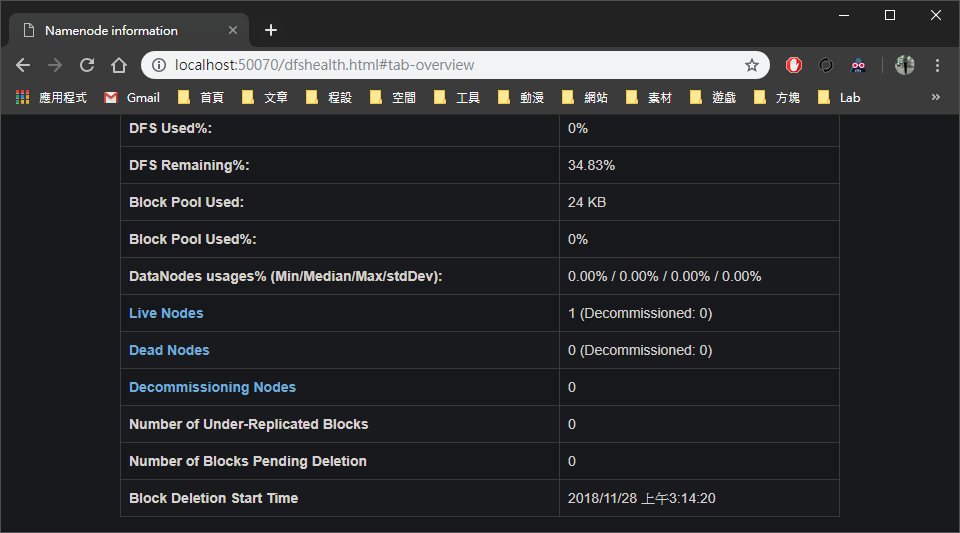 Namenode information
localhost:50070/dfshealth.html#tab-overview
應用程式 Gmail 首頁 文章 程設 空間 工具 動漫 網站 素材 遊戲 方塊 Lab »
DFS Used%: 0%
DFS Remaining%: 34.83%
Block Pool Used: 24 KB
Block Pool Used%: 0%
DataNodes usages% (Min/Median/Max/stdDev): 0.00% / 0.00% / 0.00% / 0.00%
Live Nodes 1 (Decommissioned: 0)
Dead Nodes 0 (Decommissioned: 0)
Decommissioning Nodes 0
Number of Under-Replicated Blocks 0
Number of Blocks Pending Deletion 0
Block Deletion Start Time 2018/11/28 上午3:14:20